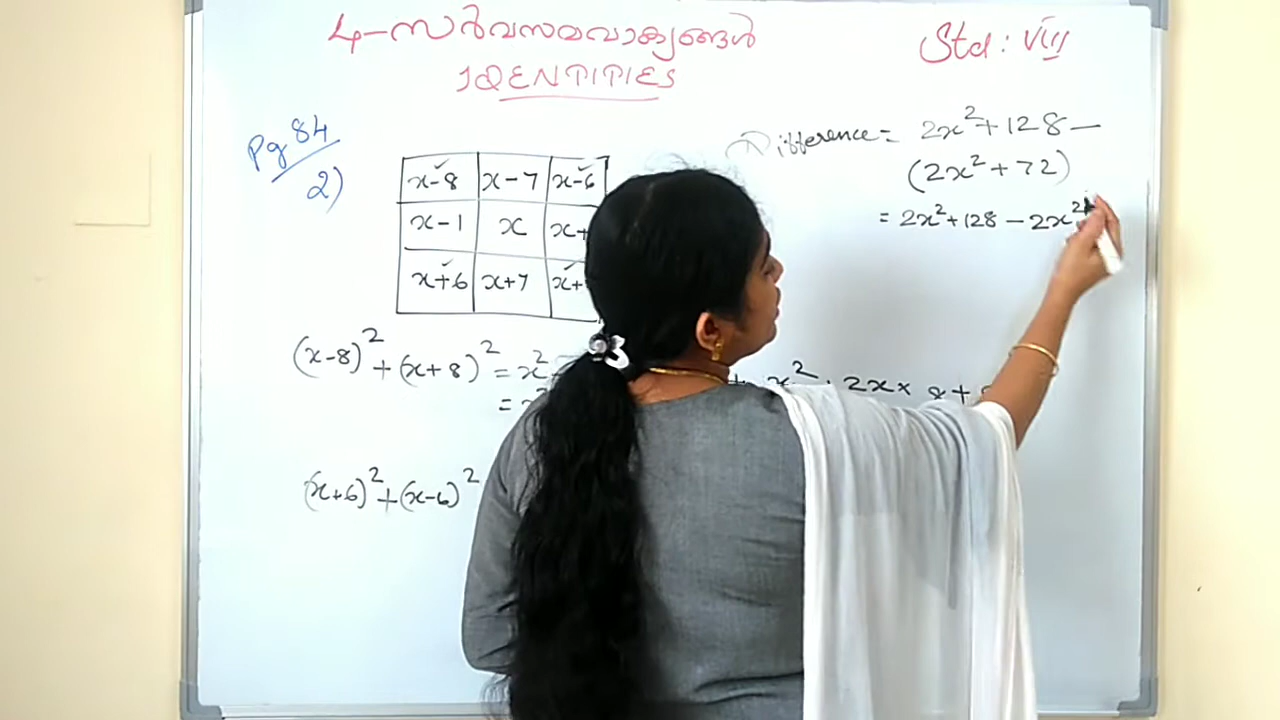 4-സർവസമവാക്യങ്ങൾ
IDENTITIES
Std: VIII
Pg 84
2)
x-8 x-7 x-6
x-1 x x+
x+6 x+7 x+
Difference = 2x²+128-
(2x²+72)
= 2x²+128-2x²
(x-8)²+(x+8)² = x²
x² + 2x× 8+
=
(x+6)²+(x-6)²